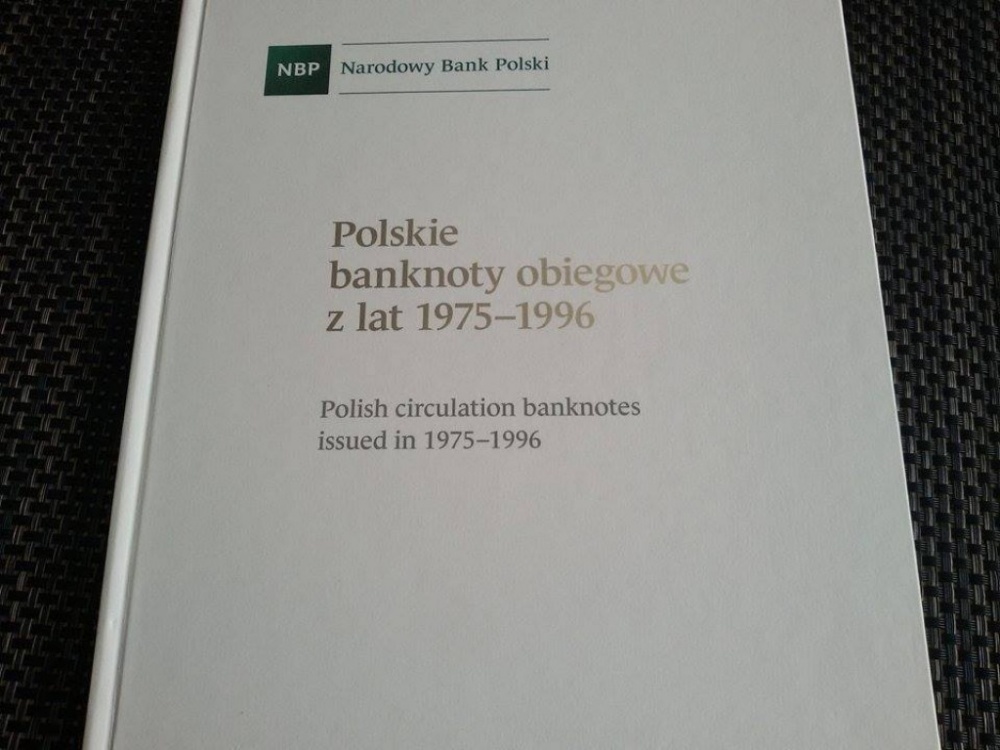 NBP Narodowy Bank Polski
Polskie
banknoty obiegowe
z lat 1975–1996
Polish circulation banknotes
issued in 1975–1996